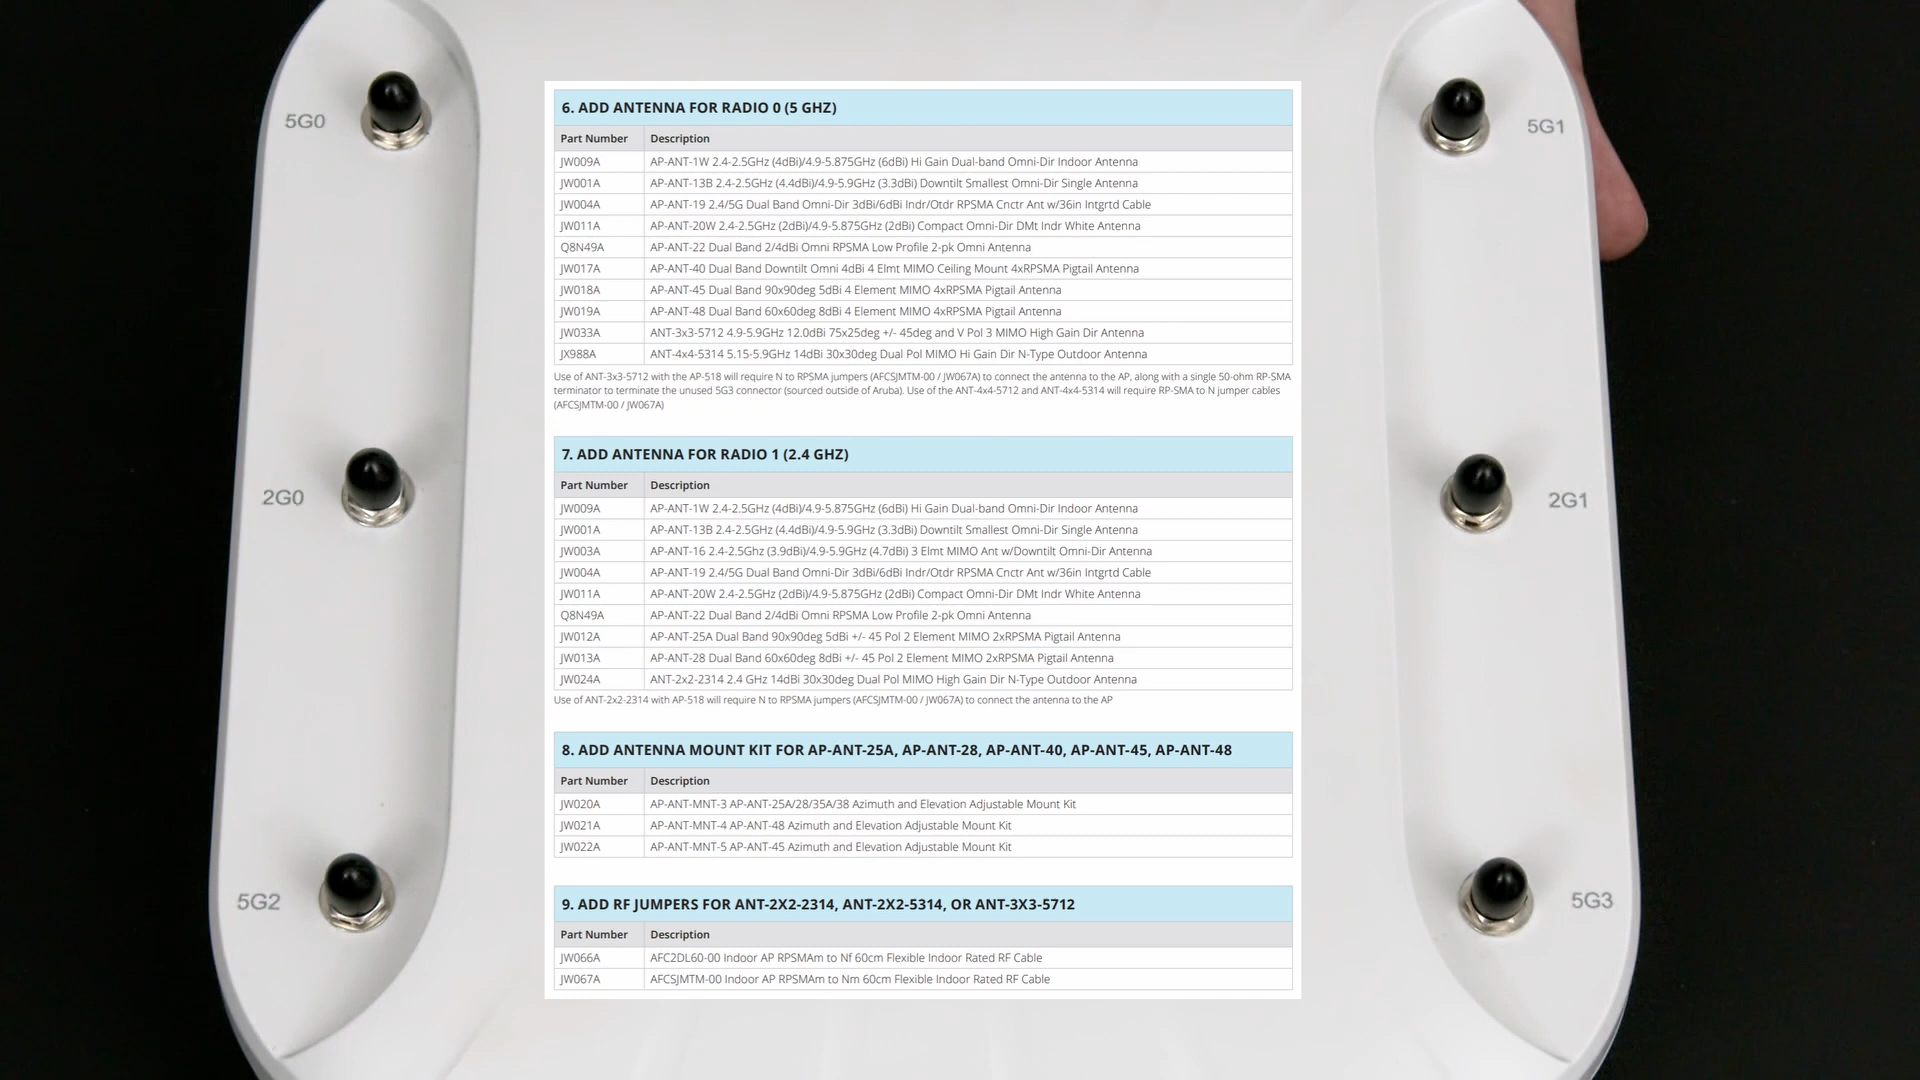 5G0
5G1
2G0
2G1
5G2
5G3
6. ADD ANTENNA FOR RADIO 0 (5 GHZ)
Part Number Description
JW009A AP-ANT-1W 2.4-2.5GHz (4dBi)/4.9-5.875GHz (6dBi) Hi Gain Dual-band Omni-Dir Indoor Antenna
JW001A AP-ANT-13B 2.4-2.5GHz (4.4dBi)/4.9-5.9GHz (3.3dBi) Downtilt Smallest Omni-Dir Single Antenna
JW004A AP-ANT-19 2.4/5G Dual Band Omni-Dir 3dBi/6dBi Indr/Otdr RPSMA Cnctr Ant w/36in Intgrtd Cable
JW011A AP-ANT-20W 2.4-2.5GHz (2dBi)/4.9-5.875GHz (2dBi) Compact Omni-Dir DMt Indr White Antenna
Q8N49A AP-ANT-22 Dual Band 2/4dBi Omni RPSMA Low Profile 2-pk Omni Antenna
JW017A AP-ANT-40 Dual Band Downtilt Omni 4dBi 4 Elmt MIMO Ceiling Mount 4xRPSMA Pigtail Antenna
JW018A AP-ANT-45 Dual Band 90x90deg 5dBi 4 Element MIMO 4xRPSMA Pigtail Antenna
JW019A AP-ANT-48 Dual Band 60x60deg 8dBi 4 Element MIMO 4xRPSMA Pigtail Antenna
JW033A ANT-3x3-5712 4.9-5.9GHz 12.0dBi 75x25deg +/- 45deg and V Pol 3 MIMO High Gain Dir Antenna
JX988A ANT-4x4-5314 5.15-5.9GHz 14dBi 30x30deg Dual Pol MIMO Hi Gain Dir N-Type Outdoor Antenna
Use of ANT-3x3-5712 with the AP-518 will require N to RPSMA jumpers (AFCSJMTM-00 / JW067A) to connect the antenna to the AP, along with a single 50-ohm RP-SMA
terminator to terminate the unused 5G3 connector (sourced outside of Aruba). Use of the ANT-4x4-5712 and ANT-4x4-5314 will require RP-SMA to N jumper cables
(AFCSJMTM-00 / JW067A)
7. ADD ANTENNA FOR RADIO 1 (2.4 GHZ)
Part Number Description
JW009A AP-ANT-1W 2.4-2.5GHz (4dBi)/4.9-5.875GHz (6dBi) Hi Gain Dual-band Omni-Dir Indoor Antenna
JW001A AP-ANT-13B 2.4-2.5GHz (4.4dBi)/4.9-5.9GHz (3.3dBi) Downtilt Smallest Omni-Dir Single Antenna
JW003A AP-ANT-16 2.4-2.5Ghz (3.9dBi)/4.9-5.9GHz (4.7dBi) 3 Elmt MIMO Ant w/Downtilt Omni-Dir Antenna
JW004A AP-ANT-19 2.4/5G Dual Band Omni-Dir 3dBi/6dBi Indr/Otdr RPSMA Cnctr Ant w/36in Intgrtd Cable
JW011A AP-ANT-20W 2.4-2.5GHz (2dBi)/4.9-5.875GHz (2dBi) Compact Omni-Dir DMt Indr White Antenna
Q8N49A AP-ANT-22 Dual Band 2/4dBi Omni RPSMA Low Profile 2-pk Omni Antenna
JW012A AP-ANT-25A Dual Band 90x90deg 5dBi +/- 45 Pol 2 Element MIMO 2xRPSMA Pigtail Antenna
JW013A AP-ANT-28 Dual Band 60x60deg 8dBi +/- 45 Pol 2 Element MIMO 2xRPSMA Pigtail Antenna
JW024A ANT-2x2-2314 2.4 GHz 14dBi 30x30deg Dual Pol MIMO High Gain Dir N-Type Outdoor Antenna
Use of ANT-2x2-2314 with AP-518 will require N to RPSMA jumpers (AFCSJMTM-00 / JW067A) to connect the antenna to the AP
8. ADD ANTENNA MOUNT KIT FOR AP-ANT-25A, AP-ANT-28, AP-ANT-40, AP-ANT-45, AP-ANT-48
Part Number Description
JW020A AP-ANT-MNT-3 AP-ANT-25A/28/35A/38 Azimuth and Elevation Adjustable Mount Kit
JW021A AP-ANT-MNT-4 AP-ANT-48 Azimuth and Elevation Adjustable Mount Kit
JW022A AP-ANT-MNT-5 AP-ANT-45 Azimuth and Elevation Adjustable Mount Kit
9. ADD RF JUMPERS FOR ANT-2X2-2314, ANT-2X2-5314, OR ANT-3X3-5712
Part Number Description
JW066A AFC2DL60-00 Indoor AP RPSMAm to Nf 60cm Flexible Indoor Rated RF Cable
JW067A AFCSJMTM-00 Indoor AP RPSMAm to Nm 60cm Flexible Indoor Rated RF Cable